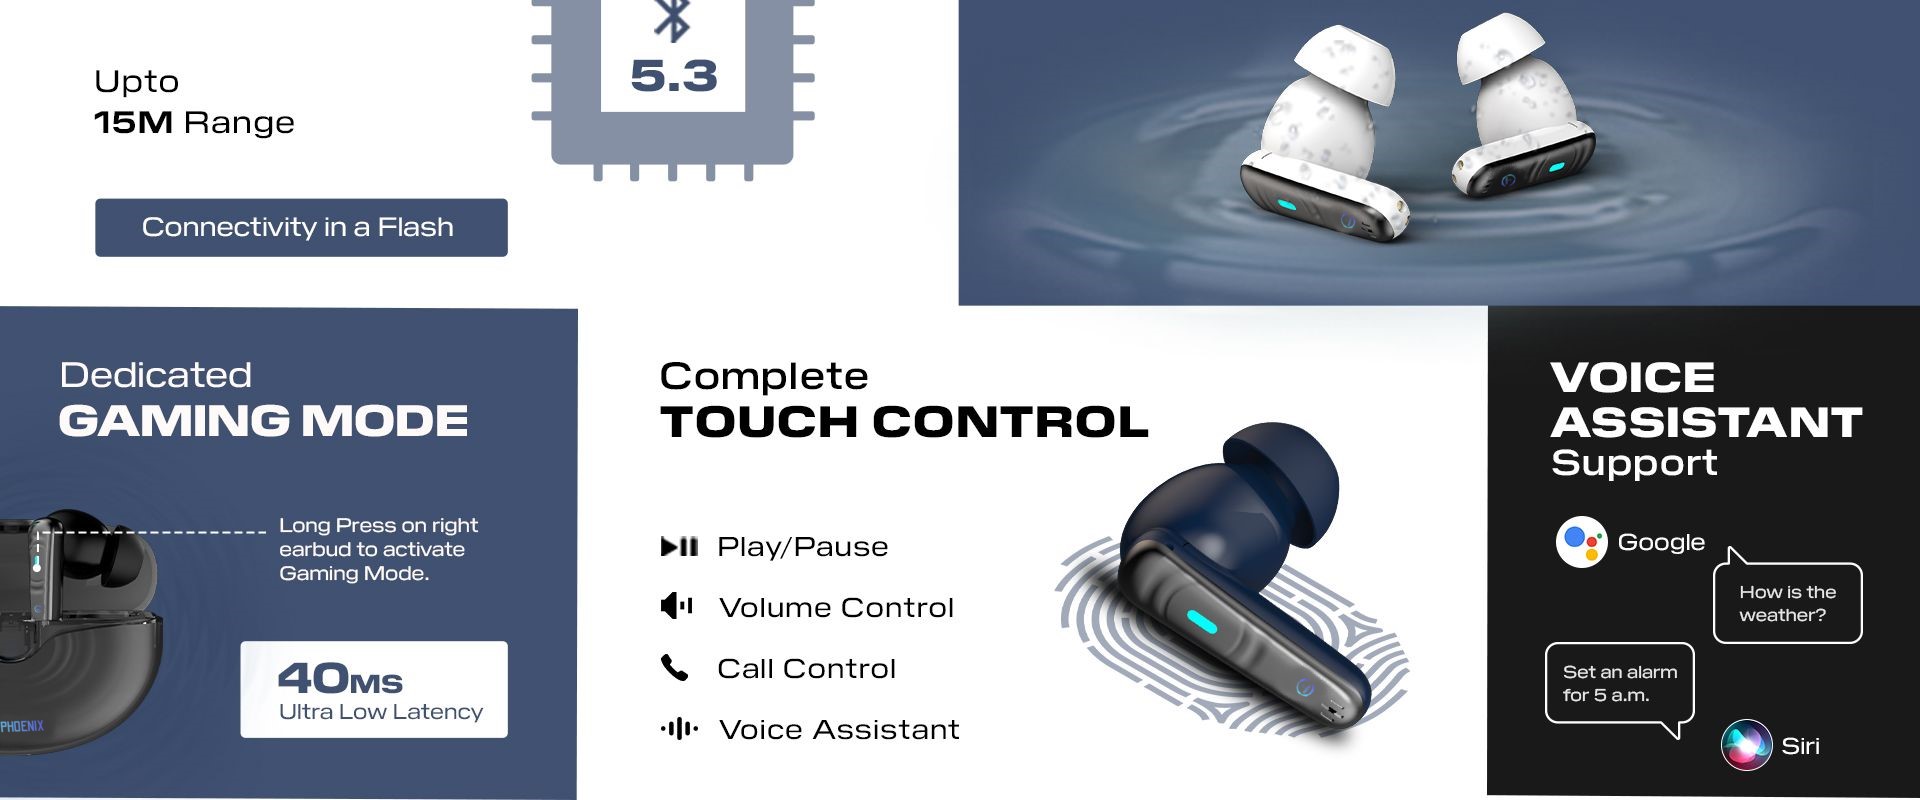 5.3
Upto
15M Range
Connectivity in a Flash
Dedicated
GAMING MODE
Long Press on right
earbud to activate
Gaming Mode.
40MS
Ultra Low Latency
PHOENIX
Complete
TOUCH CONTROL
Play/Pause
Volume Control
Call Control
Voice Assistant
VOICE
ASSISTANT
Support
Google
How is the
weather?
Set an alarm
for 5 a.m.
Siri